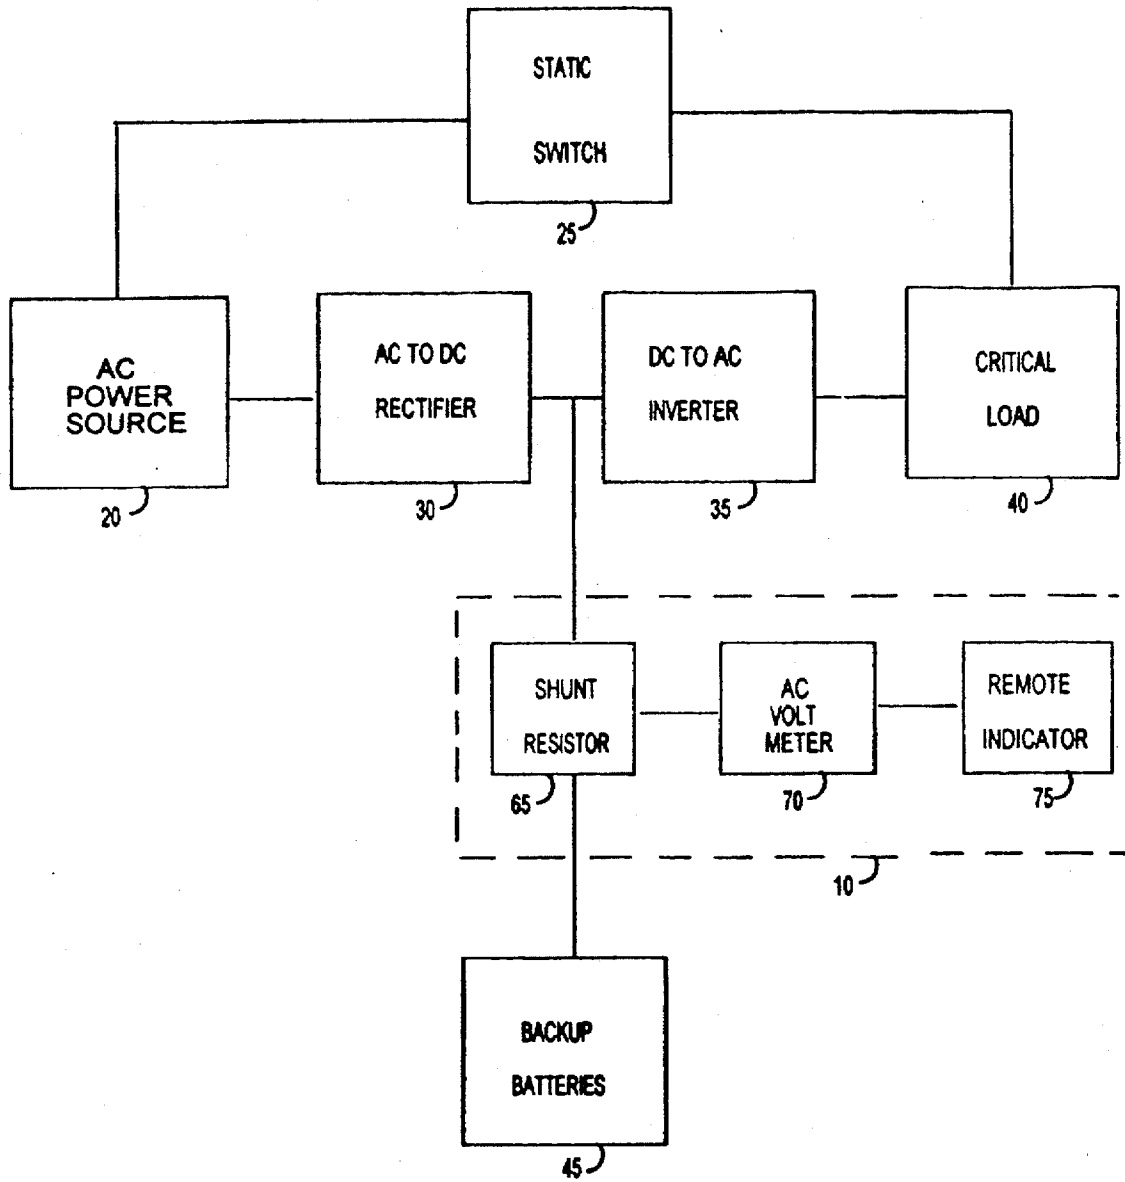 STATIC
SWITCH
25
AC
POWER
SOURCE
20
AC TO DC
RECTIFIER
30
DC TO AC
INVERTER
35
CRITICAL
LOAD
40
SHUNT
RESISTOR
65
AC
VOLT
METER
70
REMOTE
INDICATOR
75
10
BACKUP
BATTERIES
45